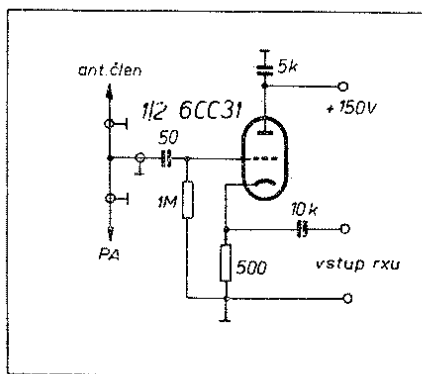 5k
ant. člen
+150V
1/2 6CC31
50
1M
10k
PA
500
vstup rxu